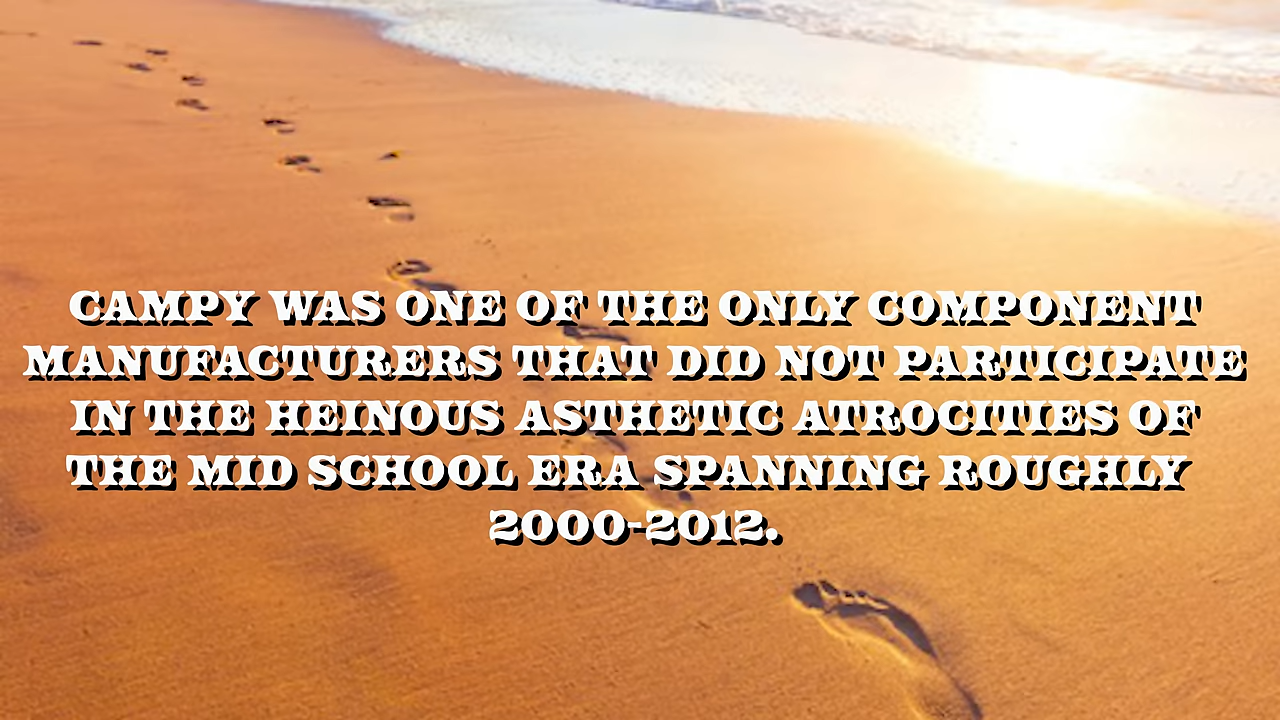 CAMPY WAS ONE OF THE ONLY COMPONENT
MANUFACTURERS THAT DID NOT PARTICIPATE
IN THE HEINOUS ASTHETIC ATROCITIES OF
THE MID SCHOOL ERA SPANNING ROUGHLY
2000-2012.